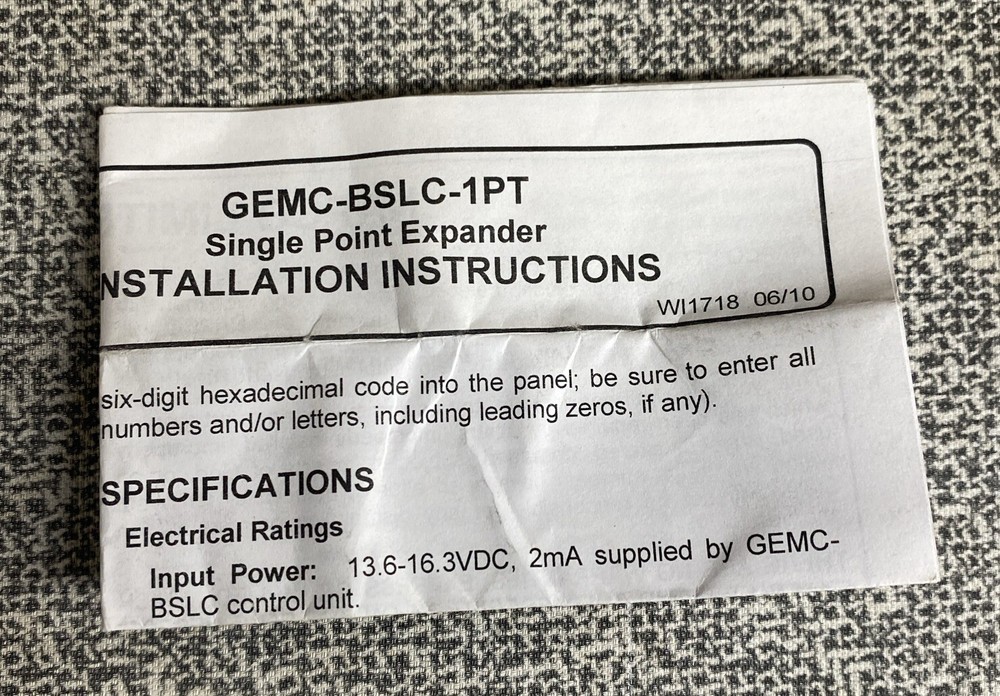 GEMC-BSLC-1PT
Single Point Expander
NSTALLATION INSTRUCTIONS
WI1718 06/10
six-digit hexadecimal code into the panel; be sure to enter all
numbers and/or letters, including leading zeros, if any).
SPECIFICATIONS
Electrical Ratings
Input Power: 13.6-16.3VDC, 2mA supplied by GEMC-
BSLC control unit.